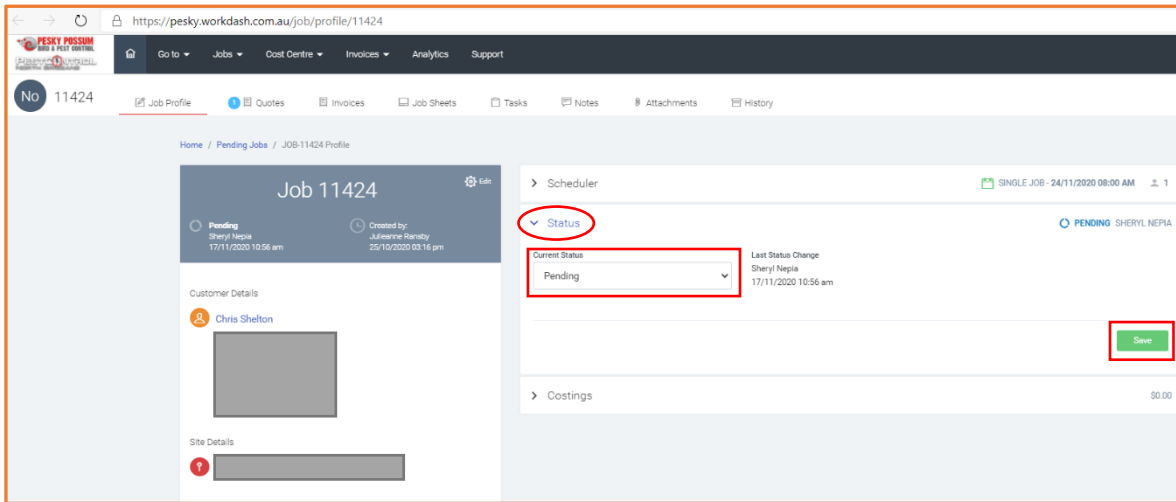 https://pesky.workdash.com.au/job/profile/11424
PESKY POSSUM
BIRD & PEST CONTROL
Go to Jobs Cost Centre Invoices Analytics Support
No 11424
Job Profile 1 Quotes Invoices Job Sheets Tasks Notes Attachments History
Home / Pending Jobs / JOB-11424 Profile
Job 11424 Edit
Pending
Sheryl Nepia
17/11/2020 10:56 am
Created by:
Julieanne Ransby
25/10/2020 03:16 pm
Customer Details
Chris Shelton
Site Details
Scheduler SINGLE JOB - 24/11/2020 08:00 AM 1
Status PENDING SHERYL NEPIA
Current Status
Pending
Last Status Change
Sheryl Nepia
17/11/2020 10:56 am
Save
Costings $0.00